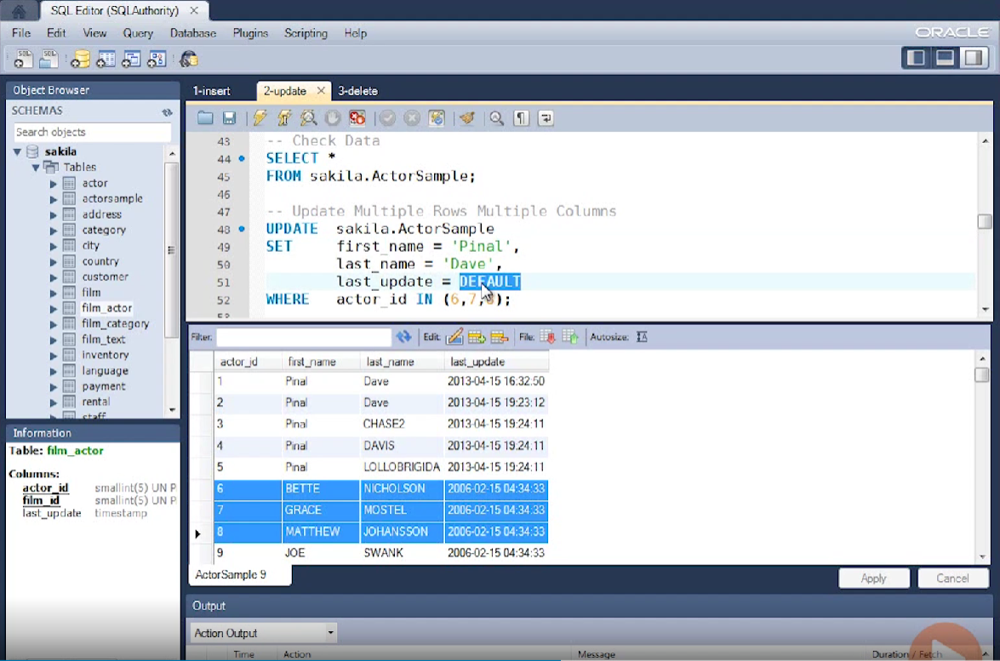 SQL Editor (SQLAuthority) ×
File Edit View Query Database Plugins Scripting Help
ORACLE
SQL SQL
Object Browser
1-insert 2-update × 3-delete
SCHEMAS
Search objects
sakila
Tables
actor
actorsample
address
category
city
country
customer
film
film_actor
film_category
film_text
inventory
language
payment
rental
staff
43 -- Check Data
44 SELECT *
45 FROM sakila.ActorSample;
46
47 -- Update Multiple Rows Multiple Columns
48 UPDATE sakila.ActorSample
49 SET first_name = 'Pinal',
50 last_name = 'Dave',
51 last_update = DEFAULT
52 WHERE actor_id IN (6,7,8);
53
Filter: Edit: File: Autosize:
actor_id first_name last_name last_update
1 Pinal Dave 2013-04-15 16:32:50
2 Pinal Dave 2013-04-15 19:23:12
3 Pinal CHASE2 2013-04-15 19:24:11
4 Pinal DAVIS 2013-04-15 19:24:11
5 Pinal LOLLOBRIGIDA 2013-04-15 19:24:11
6 BETTE NICHOLSON 2006-02-15 04:34:33
7 GRACE MOSTEL 2006-02-15 04:34:33
8 MATTHEW JOHANSSON 2006-02-15 04:34:33
9 JOE SWANK 2006-02-15 04:34:33
ActorSample 9
Apply Cancel
Information
Table: film_actor
Columns:
actor_id smallint(5) UN P
film_id smallint(5) UN P
last_update timestamp
Output
Action Output
Time Action Message Duration / Fetch